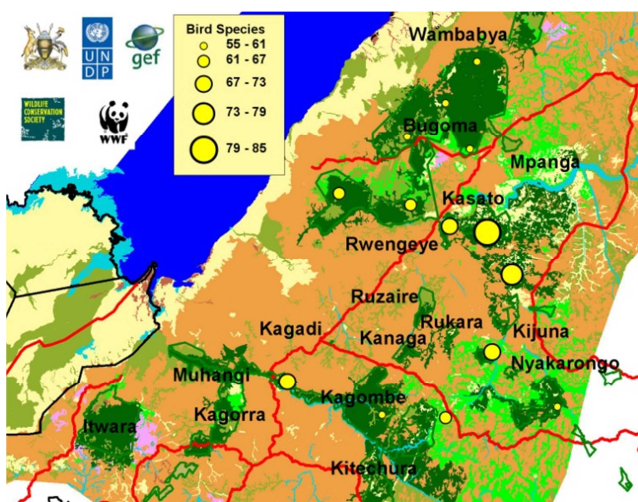 Bird Species
55 - 61
61 - 67
67 - 73
73 - 79
79 - 85
U N
D P
gef
WILDLIFE
CONSERVATION
SOCIETY
WWF
Wambabya
Bugoma
Mpanga
Kasato
Rwengeye
Ruzaire
Rukara
Kagadi
Kanaga
Kijuna
Nyakarongo
Muhangi
Kagombe
Kagorra
Itwara
Kitechura